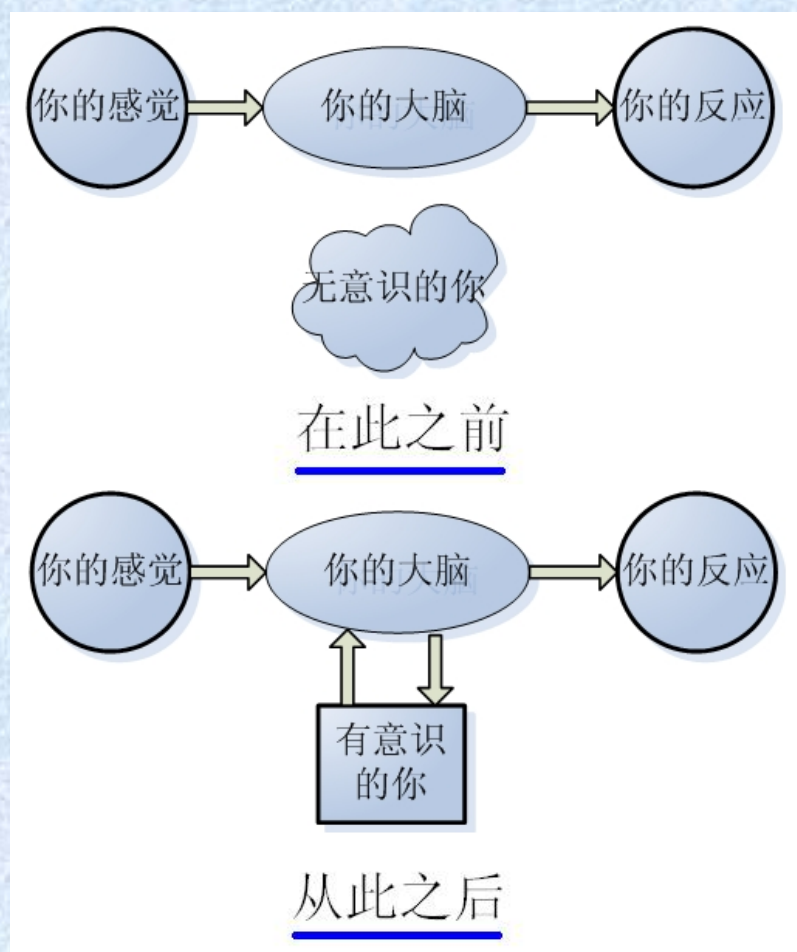 你的感觉
你的大脑
你的反应
无意识的你
在此之前
你的感觉
你的大脑
你的反应
有意识
的你
从此之后